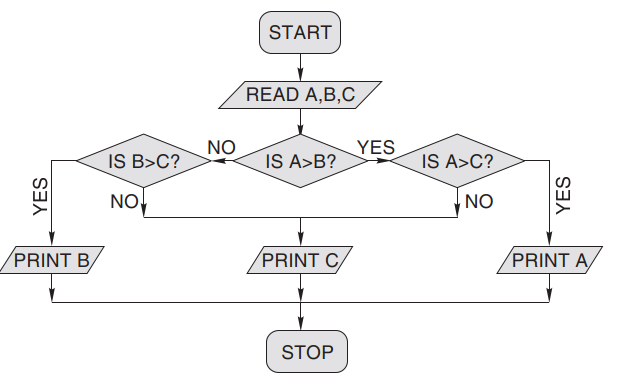 START
READ A,B,C
IS B>C?
NO
IS A>B?
YES
IS A>C?
YES
NO
NO
YES
PRINT B
PRINT C
PRINT A
STOP